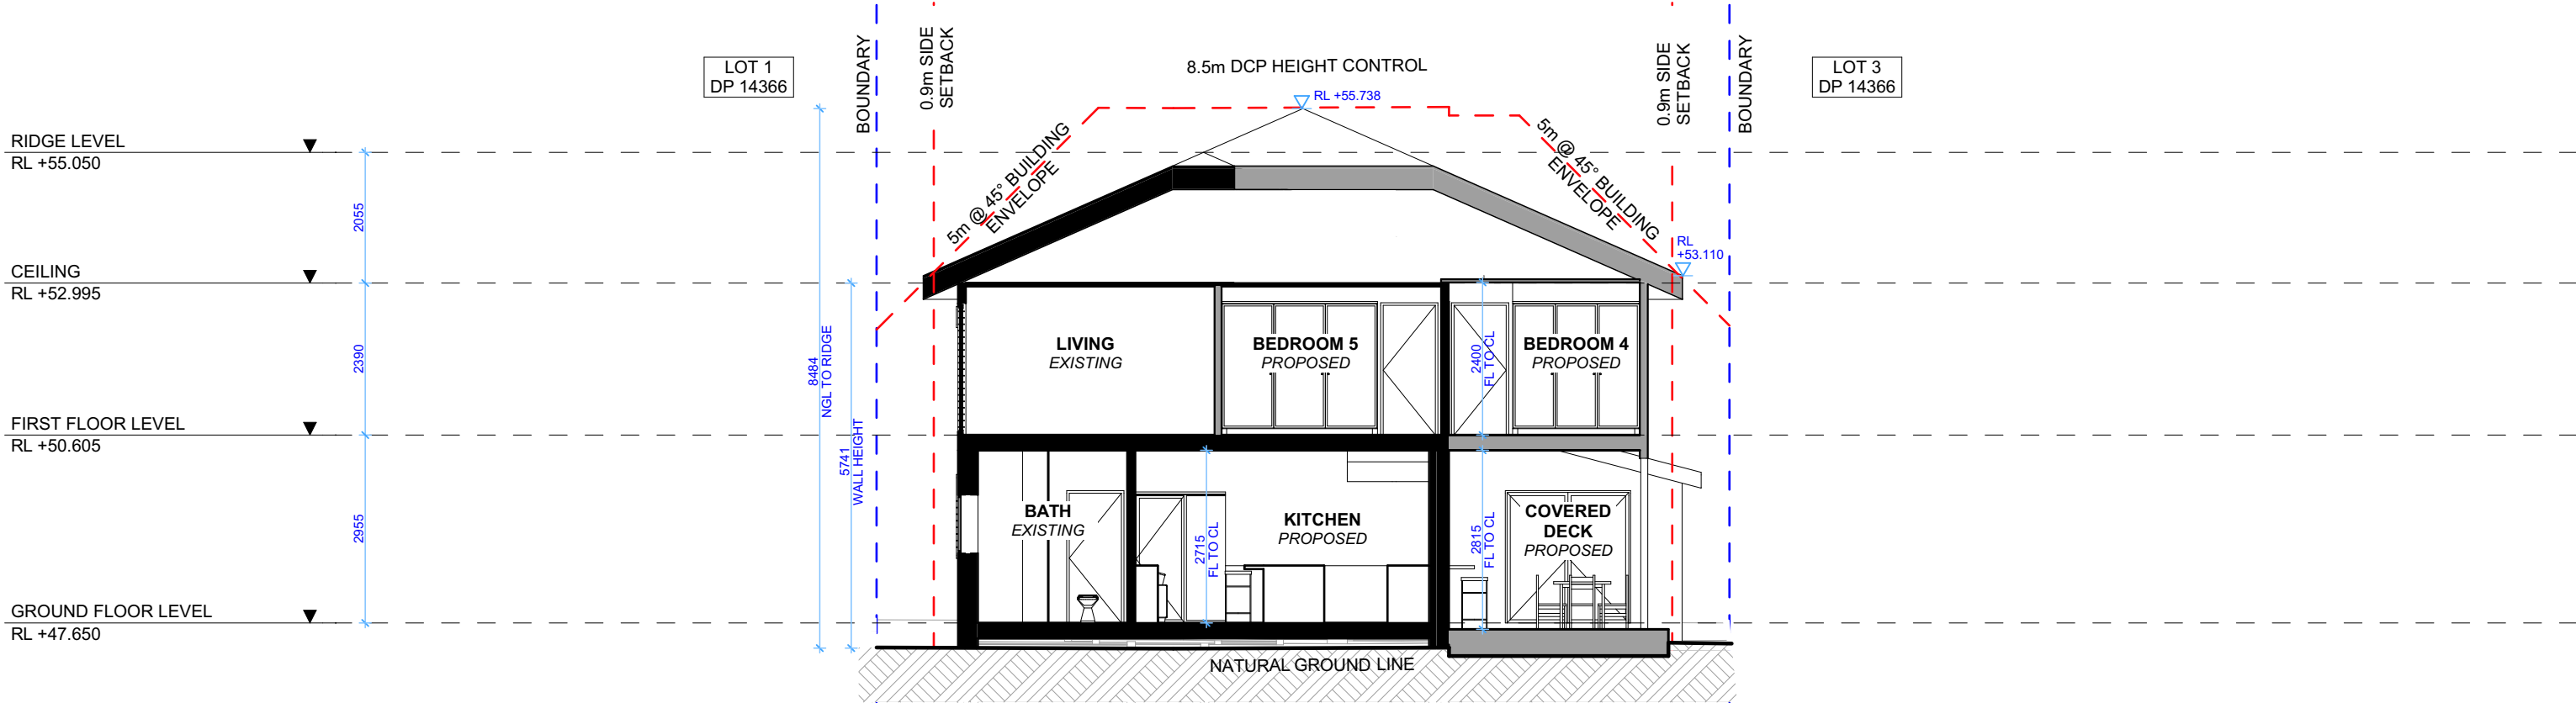 LOT 1
DP 14366
BOUNDARY
0.9m SIDE
SETBACK
8.5m DCP HEIGHT CONTROL
RL +55.738
0.9m SIDE
SETBACK
BOUNDARY
LOT 3
DP 14366
5m @ 45° BUILDING
ENVELOPE
5m @ 45° BUILDING
ENVELOPE
RIDGE LEVEL
RL +55.050
2055
RL
+53.110
CEILING
RL +52.995
2390
8484
NGL TO RIDGE
5741
WALL HEIGHT
LIVING
EXISTING
BEDROOM 5
PROPOSED
2400
FL TO CL
BEDROOM 4
PROPOSED
FIRST FLOOR LEVEL
RL +50.605
2955
BATH
EXISTING
2715
FL TO CL
KITCHEN
PROPOSED
2815
FL TO CL
COVERED
DECK
PROPOSED
GROUND FLOOR LEVEL
RL +47.650
NATURAL GROUND LINE